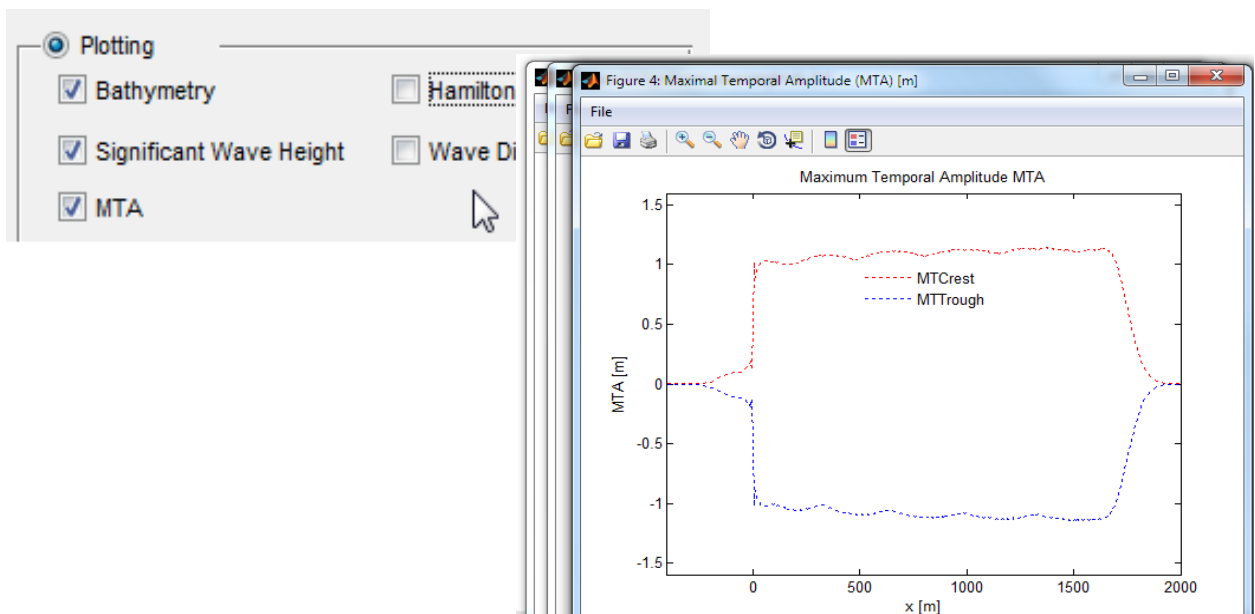 Plotting
Bathymetry
Hamilton
Significant Wave Height
Wave Di
MTA
Figure 4: Maximal Temporal Amplitude (MTA) [m]
File
Maximum Temporal Amplitude MTA
1.5
1
0.5
0
-0.5
-1
-1.5
MTA [m]
MTCrest
MTTrough
0 500 1000 1500 2000
x [m]